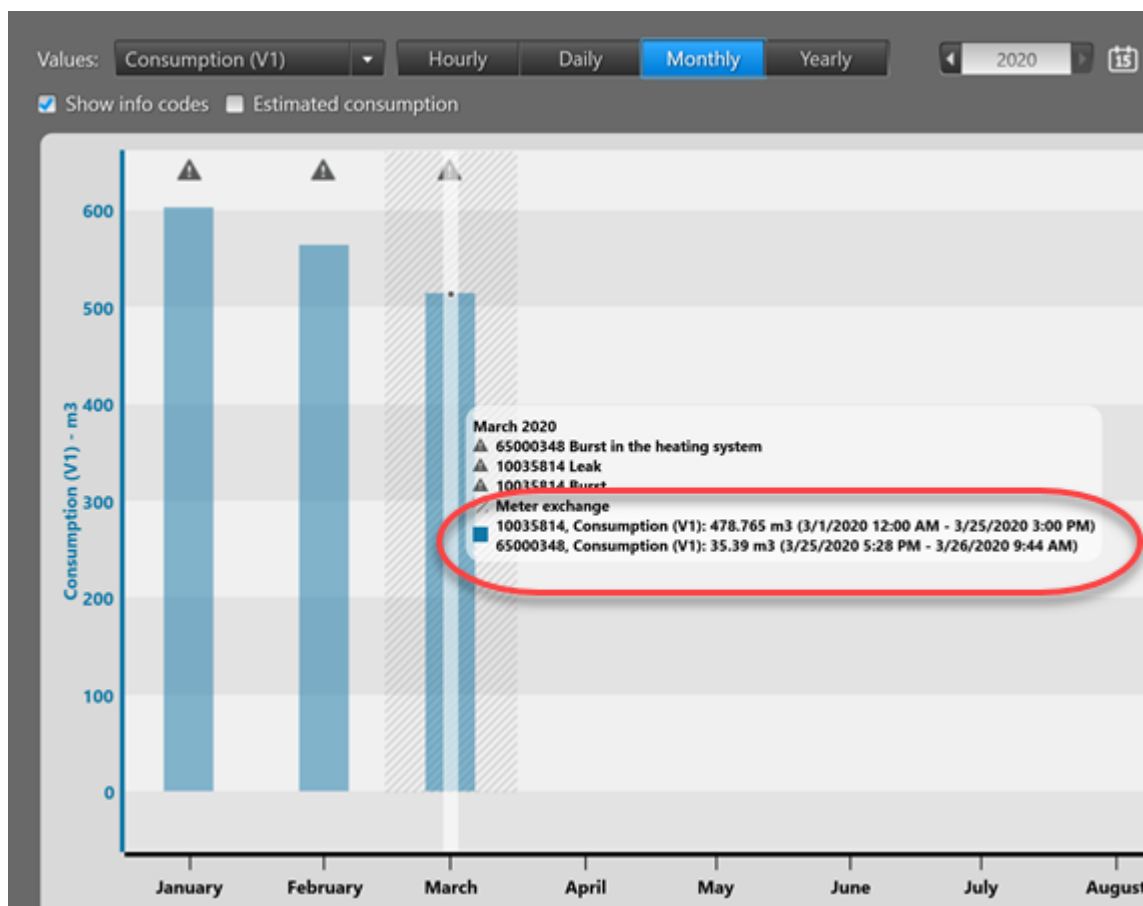 Values: Consumption (V1) Hourly Daily Monthly Yearly 2020 15
Show info codes Estimated consumption
600
500
400
300
200
100
0
Consumption (V1) - m3
March 2020
65000348 Burst in the heating system
10035814 Leak
10035814 Burst
Meter exchange
10035814, Consumption (V1): 478.765 m3 (3/1/2020 12:00 AM - 3/25/2020 3:00 PM)
65000348, Consumption (V1): 35.39 m3 (3/25/2020 5:28 PM - 3/26/2020 9:44 AM)
January February March April May June July August